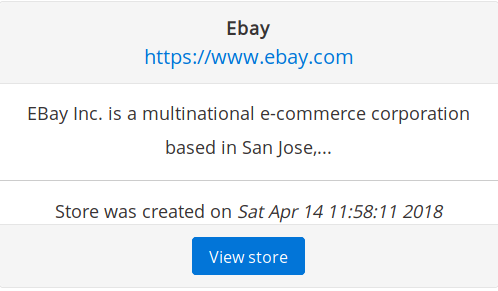 Ebay
https://www.ebay.com
EBay Inc. is a multinational e-commerce corporation
based in San Jose,...
Store was created on Sat Apr 14 11:58:11 2018
View store